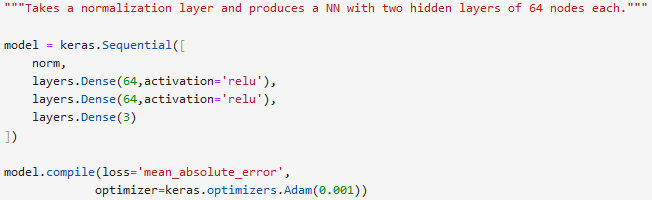 """Takes a normalization layer and produces a NN with two hidden layers of 64 nodes each."""
model = keras.Sequential([
    norm,
    layers.Dense(64,activation='relu'),
    layers.Dense(64,activation='relu'),
    layers.Dense(3)
])
model.compile(loss='mean_absolute_error',
            optimizer=keras.optimizers.Adam(0.001))